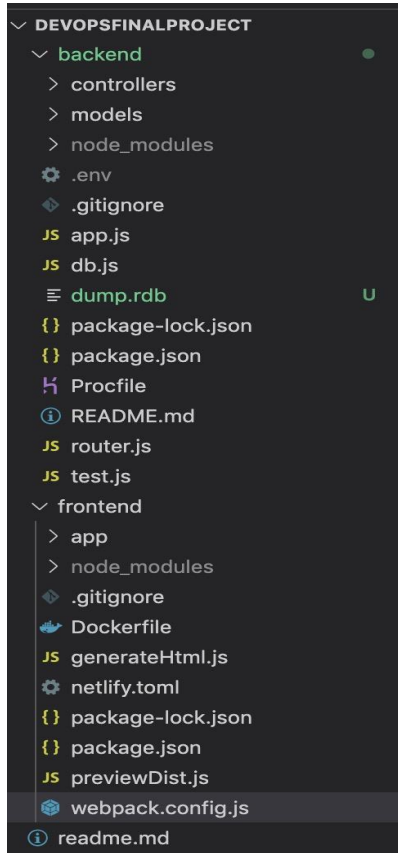 DEVOPSFINALPROJECT
backend
controllers
models
node_modules
.env
.gitignore
JS app.js
JS db.js
dump.rdb U
{} package-lock.json
{} package.json
Procfile
README.md
JS router.js
JS test.js
frontend
app
node_modules
.gitignore
Dockerfile
JS generateHtml.js
netlify.toml
{} package-lock.json
{} package.json
JS previewDist.js
webpack.config.js
readme.md